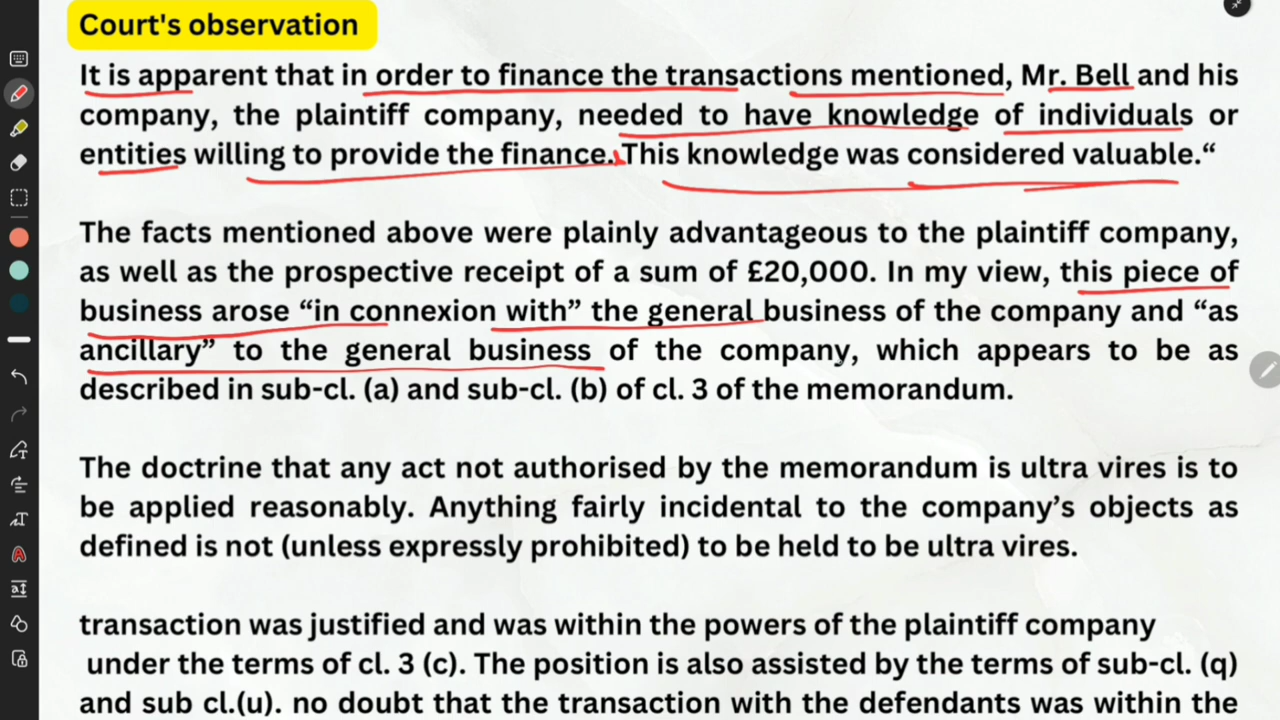 Court's observation
It is apparent that in order to finance the transactions mentioned, Mr. Bell and his
company, the plaintiff company, needed to have knowledge of individuals or
entities willing to provide the finance. This knowledge was considered valuable.“
The facts mentioned above were plainly advantageous to the plaintiff company,
as well as the prospective receipt of a sum of £20,000. In my view, this piece of
business arose “in connexion with” the general business of the company and “as
ancillary” to the general business of the company, which appears to be as
described in sub-cl. (a) and sub-cl. (b) of cl. 3 of the memorandum.
The doctrine that any act not authorised by the memorandum is ultra vires is to
be applied reasonably. Anything fairly incidental to the company’s objects as
defined is not (unless expressly prohibited) to be held to be ultra vires.
transaction was justified and was within the powers of the plaintiff company
under the terms of cl. 3 (c). The position is also assisted by the terms of sub-cl. (q)
and sub cl.(u). no doubt that the transaction with the defendants was within the